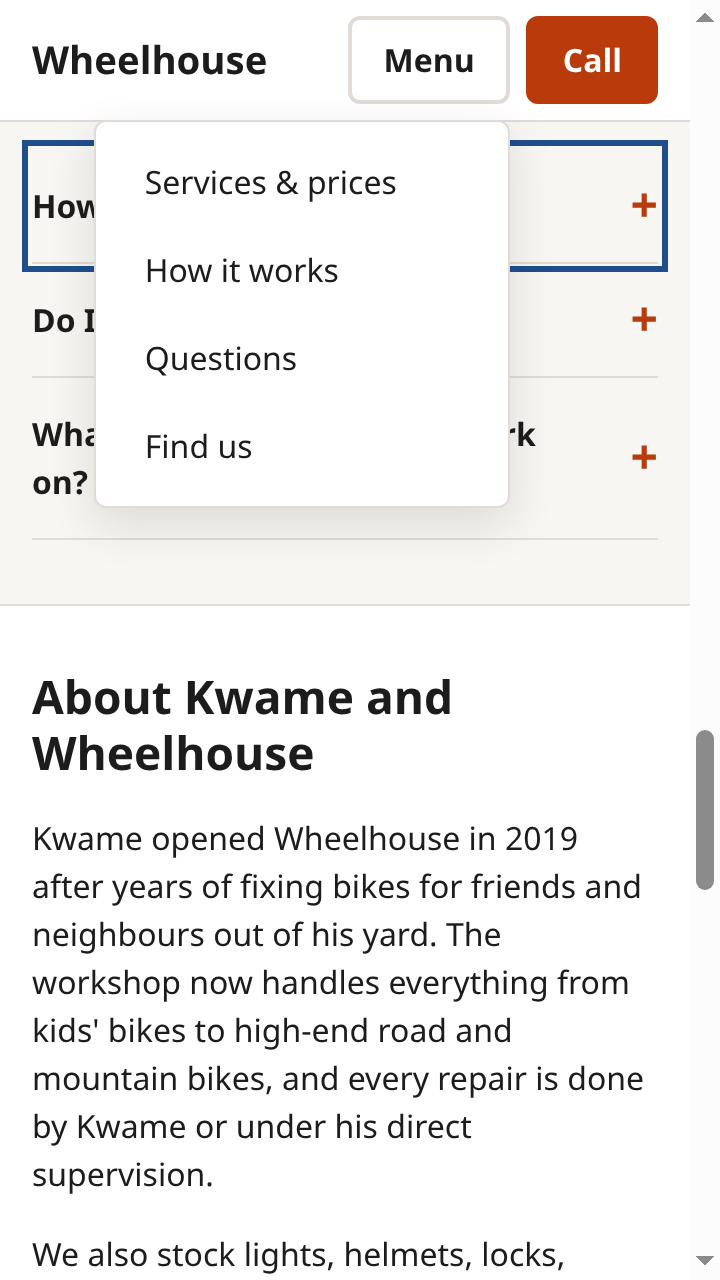 Wheelhouse
Menu
Call
Services & prices
How it works
Questions
Find us
How
+
Do
+
on?
+
About Kwame and
Wheelhouse
Kwame opened Wheelhouse in 2019
after years of fixing bikes for friends and
neighbours out of his yard. The
workshop now handles everything from
kids' bikes to high-end road and
mountain bikes, and every repair is done
by Kwame or under his direct
supervision.
We also stock lights, helmets, locks,